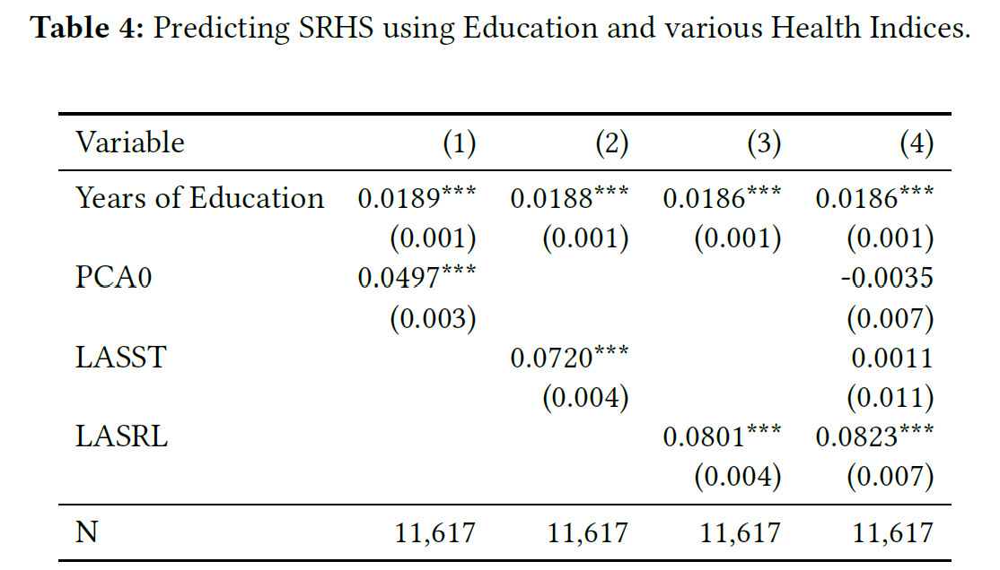 Table 4: Predicting SRHS using Education and various Health Indices.
Variable (1) (2) (3) (4)
Years of Education 0.0189*** 0.0188*** 0.0186*** 0.0186***
(0.001) (0.001) (0.001) (0.001)
PCA0 0.0497*** -0.0035
(0.003) (0.007)
LASST 0.0720*** 0.0011
(0.004) (0.011)
LASRL 0.0801*** 0.0823***
(0.004) (0.007)
N 11,617 11,617 11,617 11,617